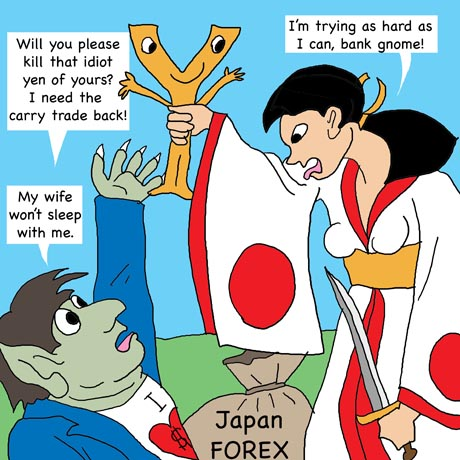 Will you please
kill that idiot
yen of yours?
I need the
carry trade back!
I'm trying as hard as
I can, bank gnome!
My wife
won't sleep
with me.
I
$
Japan
FOREX